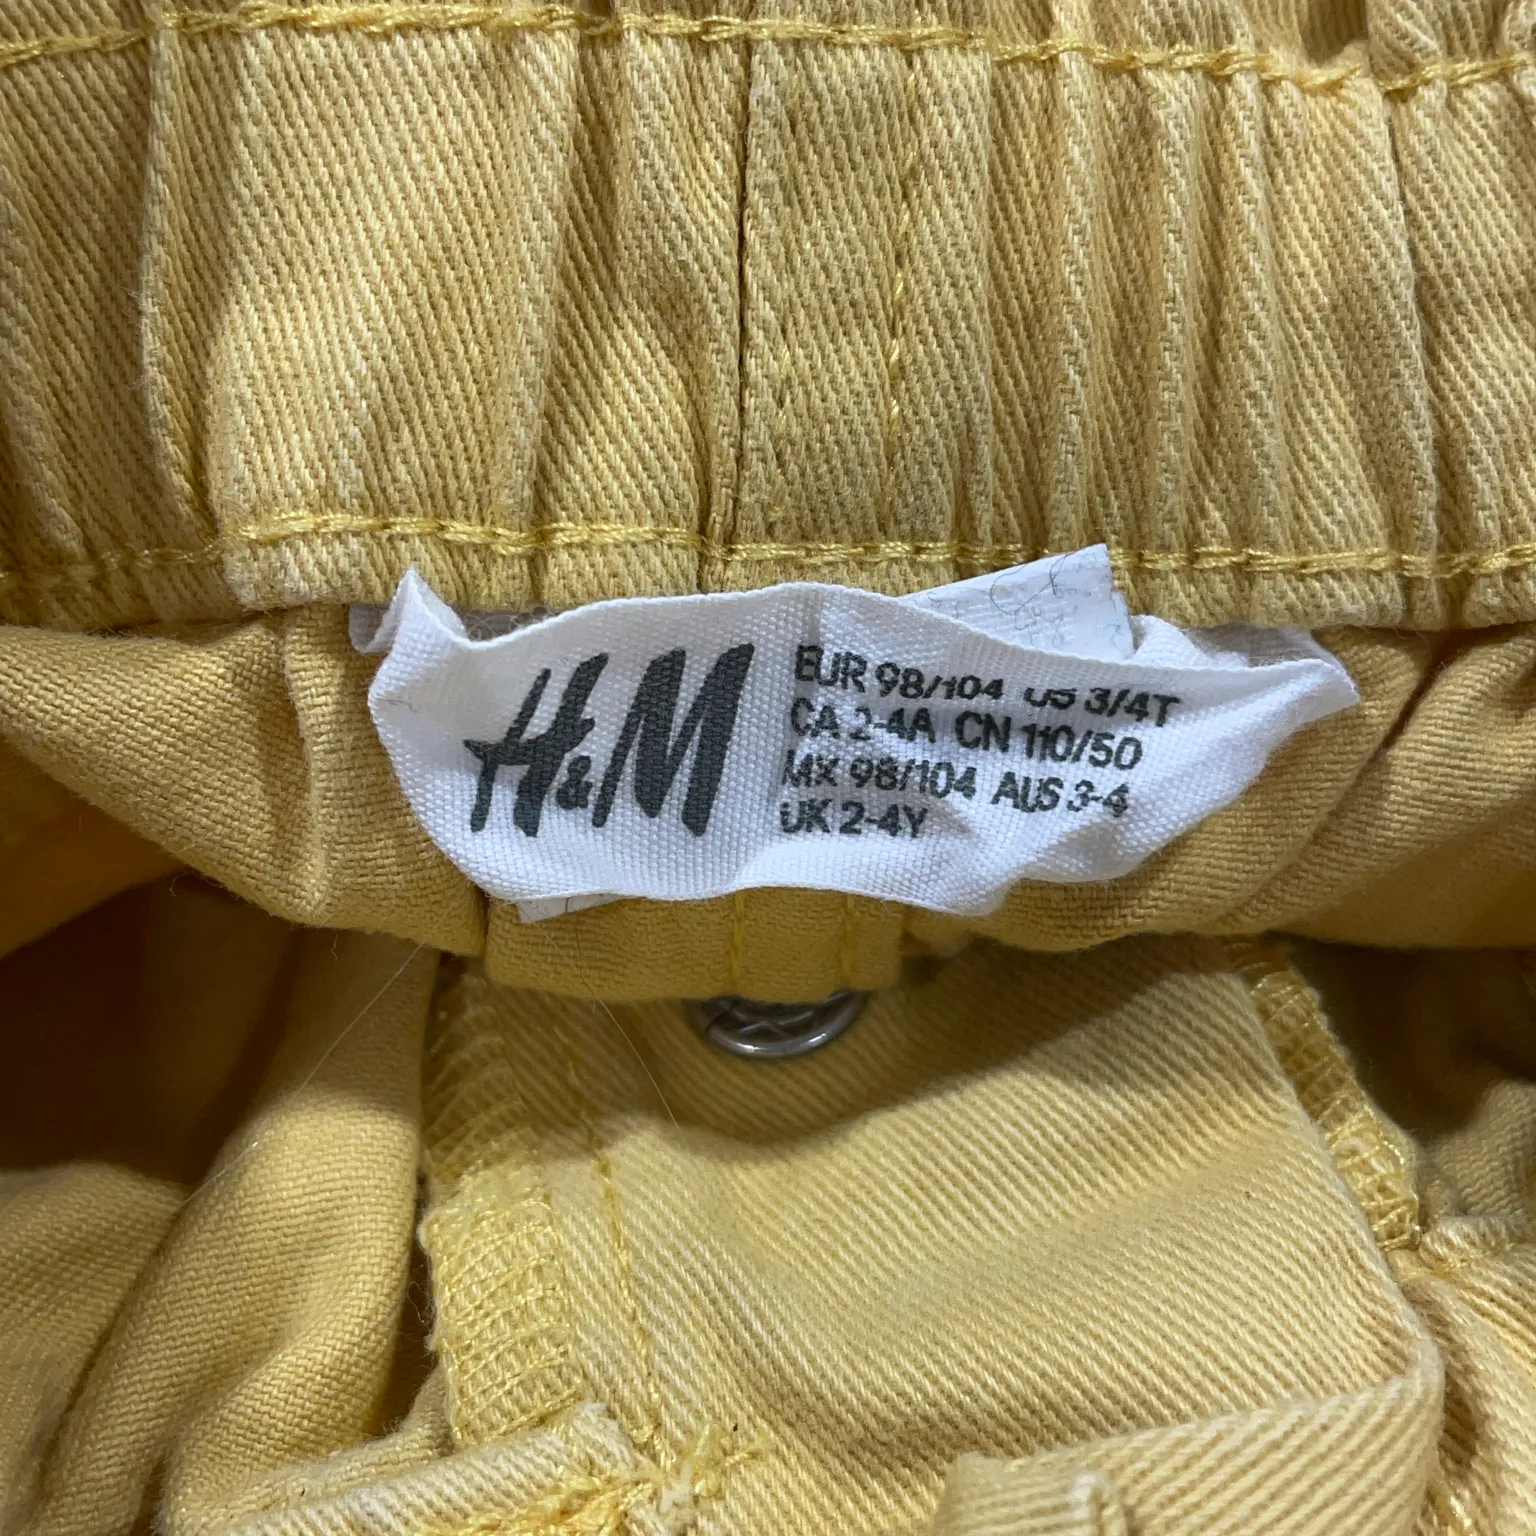 H&M
EUR 98/104 US 3/4T
CA 2-4A CN 110/50
MX 98/104 AUS 3-4
UK 2-4Y